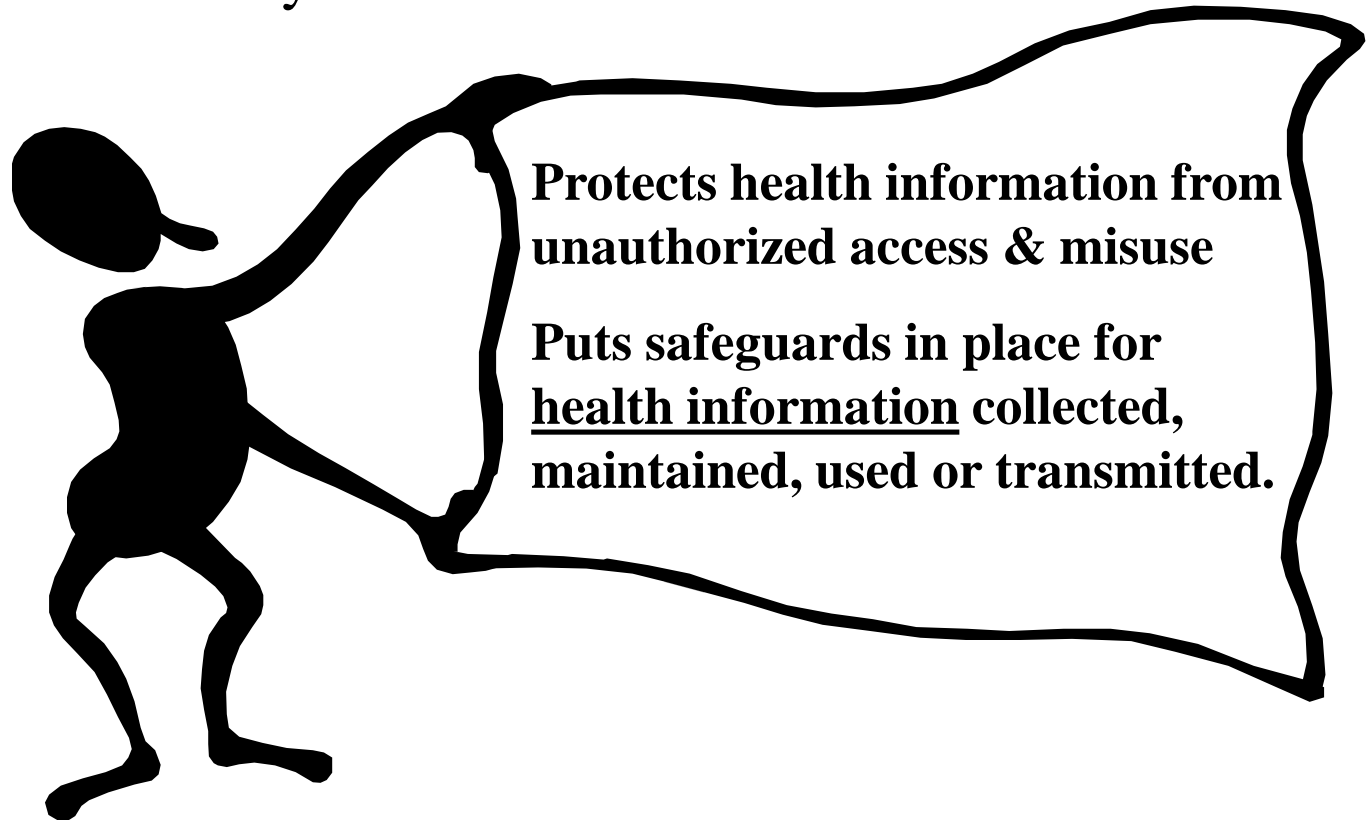 Protects health information from
unauthorized access & misuse
Puts safeguards in place for
health information collected,
maintained, used or transmitted.